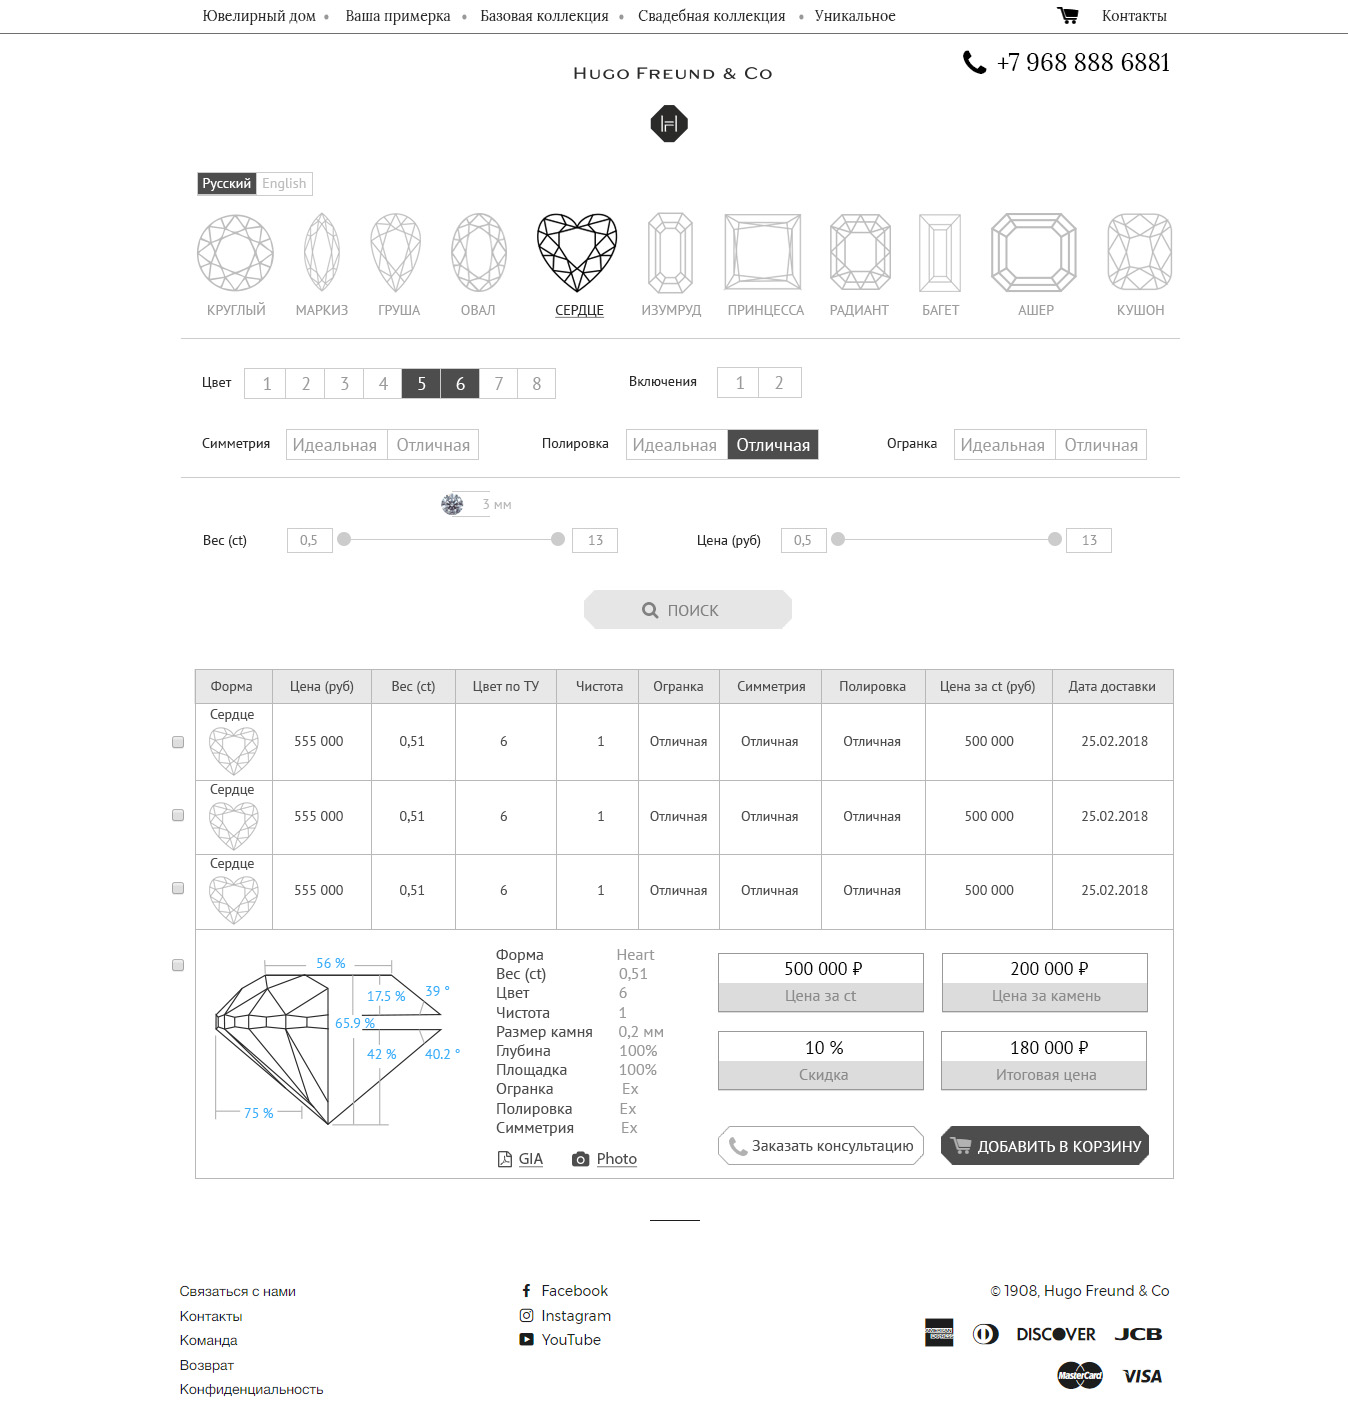 Ювелирный дом • Ваша примерка • Базовая коллекция • Свадебная коллекция • Уникальное Контакты
+7 968 888 6881
HUGO FREUND & CO
Русский English
КРУГЛЫЙ МАРКИЗ ГРУША ОВАЛ СЕРДЦЕ ИЗУМРУД ПРИНЦЕССА РАДИАНТ БАГЕТ АШЕР КУШОН
Цвет 1 2 3 4 5 6 7 8 Включения 1 2
Симметрия Идеальная Отличная Полировка Идеальная Отличная Огранка Идеальная Отличная
3 мм
Вес (ct) 0,5 13 Цена (руб) 0,5 13
ПОИСК
Форма Цена (руб) Вес (ct) Цвет по ТУ Чистота Огранка Симметрия Полировка Цена за ct (руб) Дата доставки
Сердце
555 000 0,51 6 1 Отличная Отличная Отличная 500 000 25.02.2018
Сердце
555 000 0,51 6 1 Отличная Отличная Отличная 500 000 25.02.2018
Сердце
555 000 0,51 6 1 Отличная Отличная Отличная 500 000 25.02.2018
56 %
17.5 % 39 °
65.9 %
42 % 40.2 °
75 %
Форма Heart
Вес (ct) 0,51
Цвет 6
Чистота 1
Размер камня 0,2 мм
Глубина 100%
Площадка 100%
Огранка Ex
Полировка Ex
Симметрия Ex
GIA Photo
500 000 ₽ 200 000 ₽
Цена за ct Цена за камень
10 % 180 000 ₽
Скидка Итоговая цена
Заказать консультацию ДОБАВИТЬ В КОРЗИНУ
Связаться с нами
Контакты
Команда
Возврат
Конфиденциальность
Facebook
Instagram
YouTube
© 1908, Hugo Freund & Co
AMERICAN EXPRESS DISCOVER JCB
MasterCard VISA